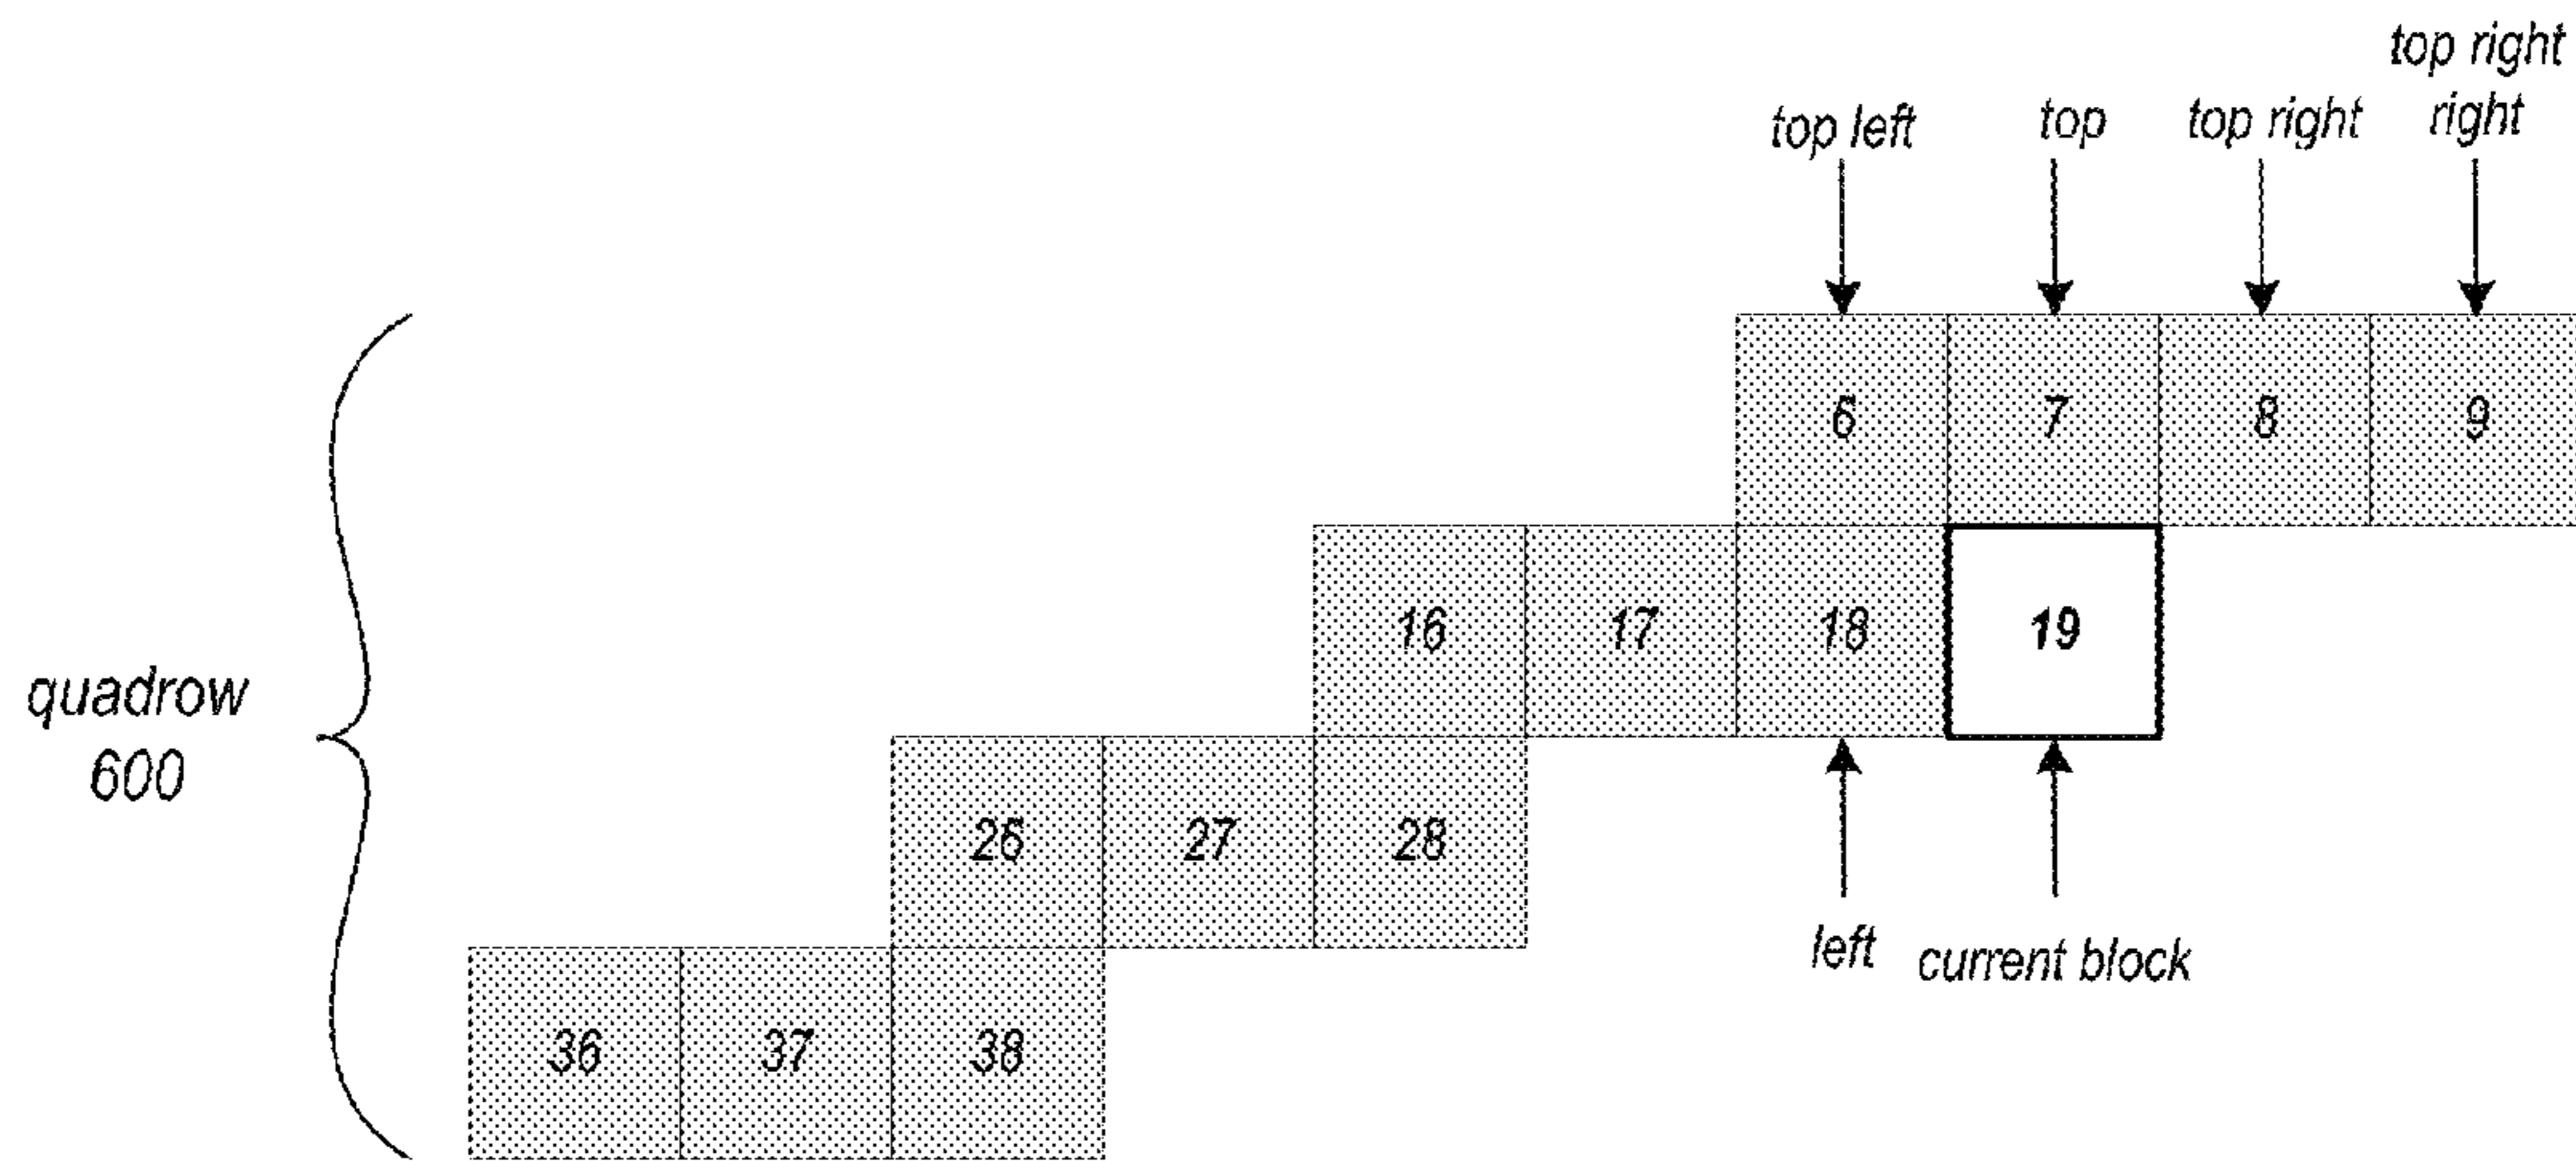 top right
right
top left
top
top right
6
7
8
9
16
17
18
19
quadrow
600
26
27
28
left
current block
36
37
38